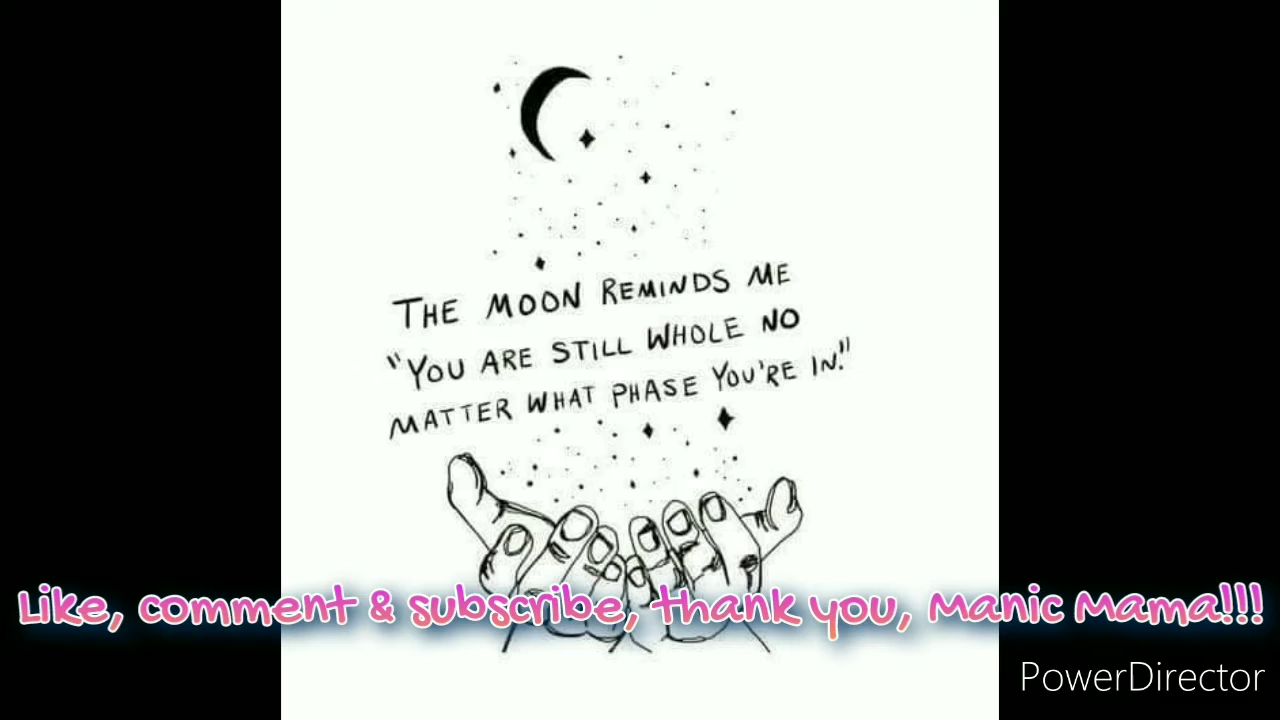 THE MOON REMINDS ME
"YOU ARE STILL WHOLE NO
MATTER WHAT PHASE YOU'RE IN."
Like, comment & subscribe, thank you, Manic Mama!!!
PowerDirector